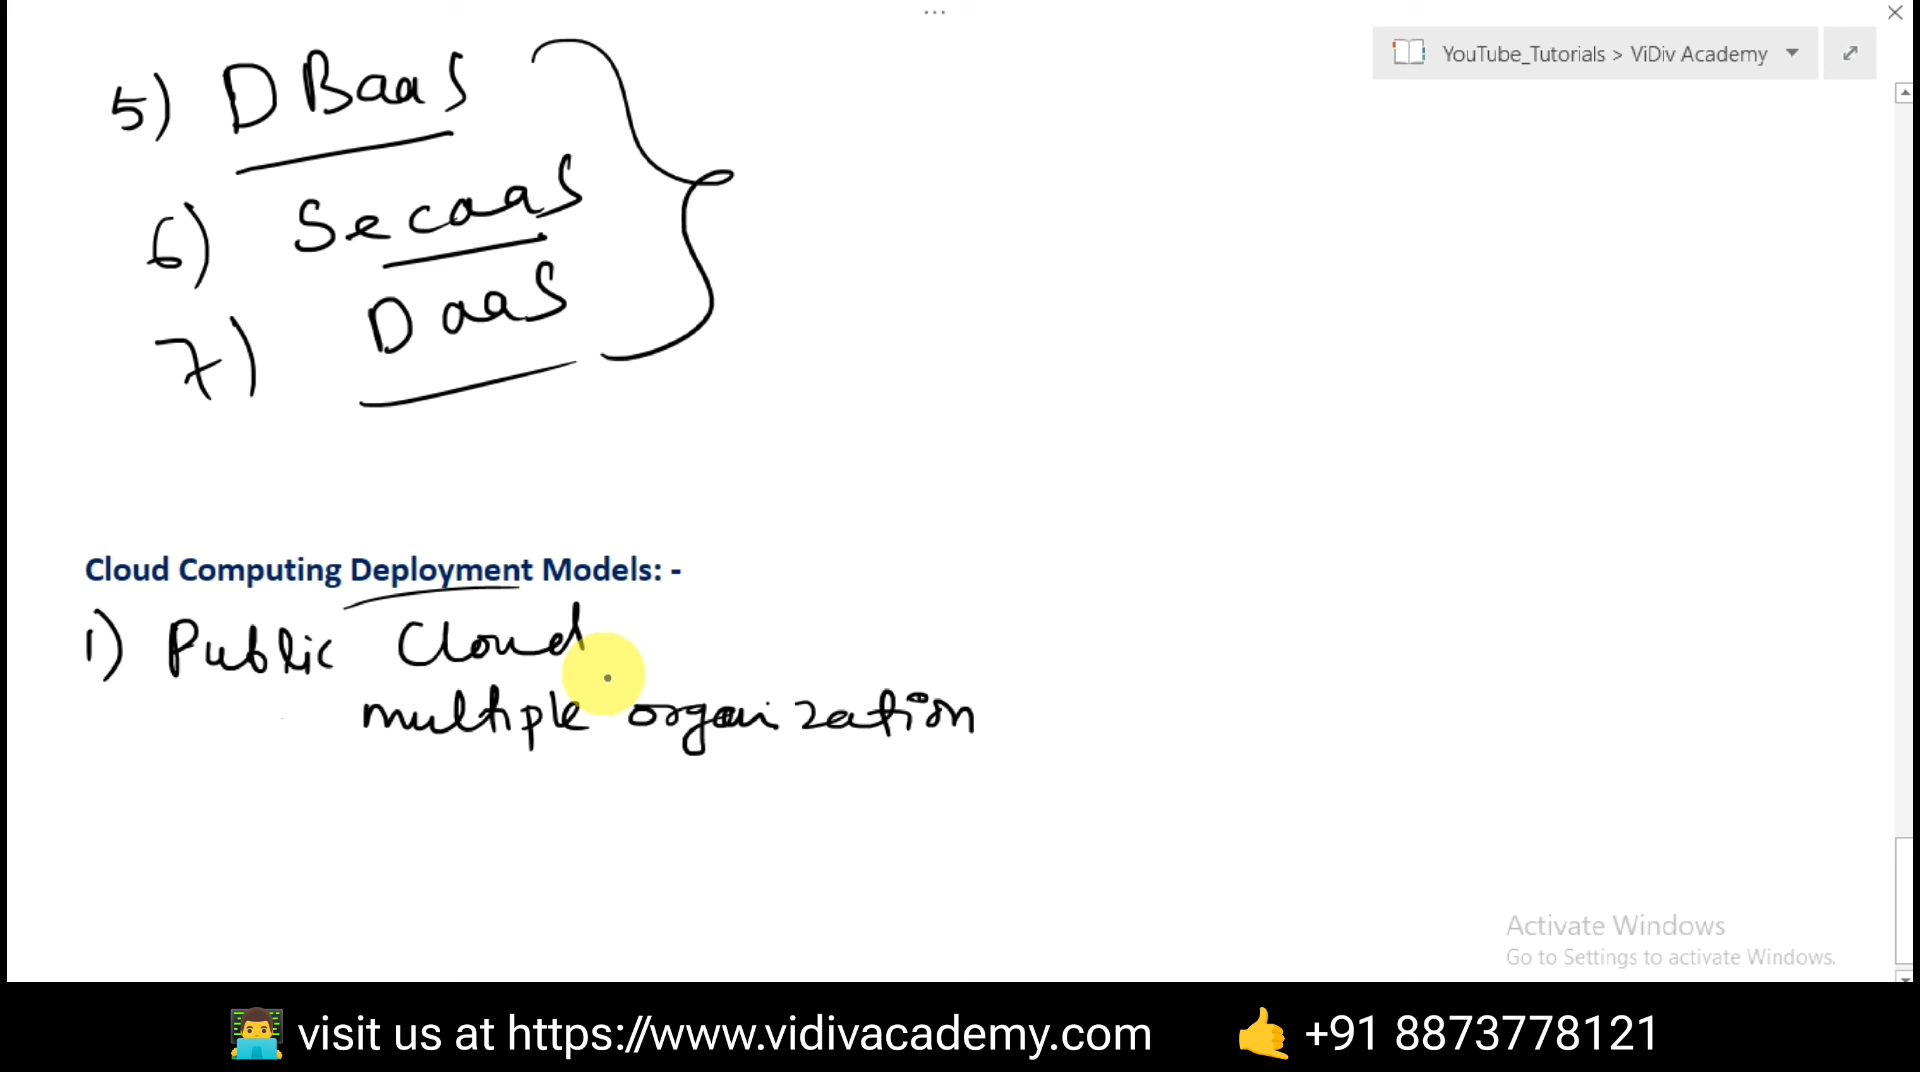 YouTube_Tutorials > ViDiv Academy
5) DBaaS
6) Secaas
7) DaaS
Cloud Computing Deployment Models: -
1) Public Cloud
multiple organization
Activate Windows
Go to Settings to activate Windows.
visit us at https://www.vidivacademy.com +91 8873778121